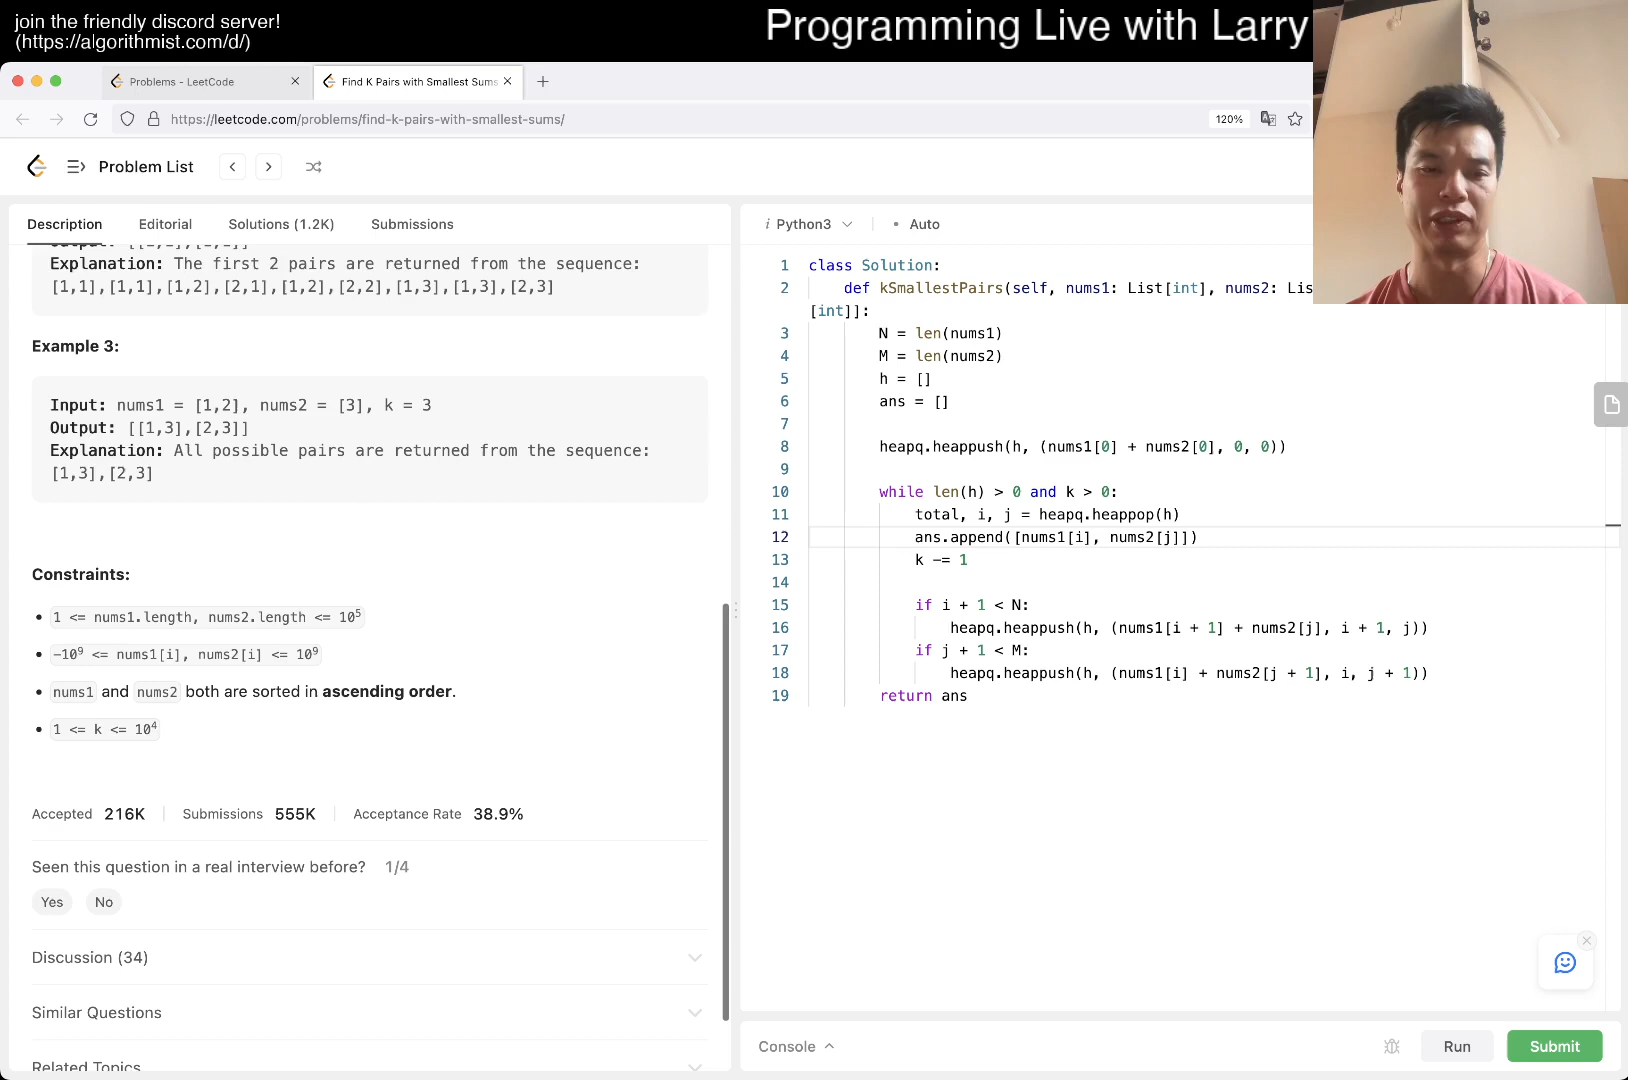 join the friendly discord server!
(https://algorithmist.com/d/)
Programming Live with Larry
Problems - LeetCode
Find K Pairs with Smallest Sums
https://leetcode.com/problems/find-k-pairs-with-smallest-sums/
120%
Problem List
Description
Editorial
Solutions (1.2K)
Submissions
Explanation: The first 2 pairs are returned from the sequence:
[1,1],[1,1],[1,2],[2,1],[1,2],[2,2],[1,3],[1,3],[2,3]
Example 3:
Input: nums1 = [1,2], nums2 = [3], k = 3
Output: [[1,3],[2,3]]
Explanation: All possible pairs are returned from the sequence:
[1,3],[2,3]
Constraints:
• 1 <= nums1.length, nums2.length <= 10⁵
• -10⁹ <= nums1[i], nums2[i] <= 10⁹
• nums1 and nums2 both are sorted in ascending order.
• 1 <= k <= 10⁴
Accepted 216K
Submissions 555K
Acceptance Rate 38.9%
Seen this question in a real interview before? 1/4
Yes
No
Discussion (34)
Similar Questions
Related Topics
i Python3
• Auto
1 class Solution:
2 def kSmallestPairs(self, nums1: List[int], nums2: Lis
[int]]:
3 N = len(nums1)
4 M = len(nums2)
5 h = []
6 ans = []
7
8 heapq.heappush(h, (nums1[0] + nums2[0], 0, 0))
9
10 while len(h) > 0 and k > 0:
11 total, i, j = heapq.heappop(h)
12 ans.append([nums1[i], nums2[j]])
13 k -= 1
14
15 if i + 1 < N:
16 heapq.heappush(h, (nums1[i + 1] + nums2[j], i + 1, j))
17 if j + 1 < M:
18 heapq.heappush(h, (nums1[i] + nums2[j + 1], i, j + 1))
19 return ans
Console
Run
Submit